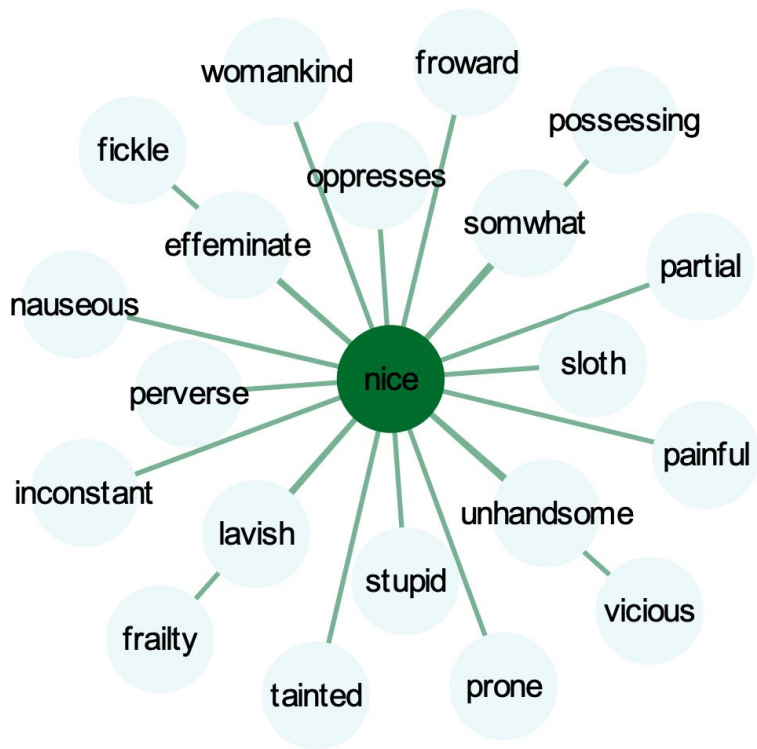 womankind
froward
possessing
fickle
oppresses
somwhat
effeminate
partial
nauseous
sloth
nice
perverse
painful
inconstant
unhandsome
lavish
stupid
vicious
frailty
prone
tainted